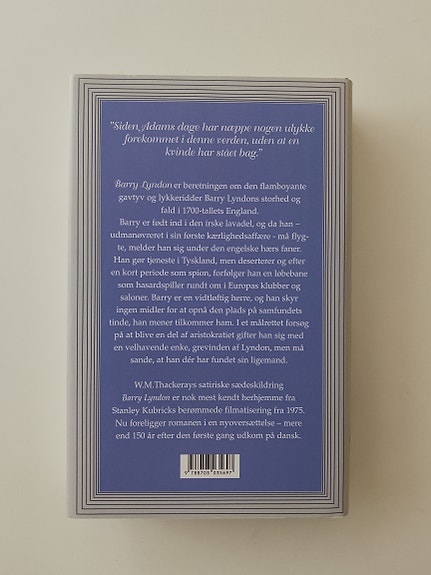 "Siden Adams dage har næppe nogen ulykke
forekommet i denne verden, uden at en
kvinde har stået bag."
Barry Lyndon er beretningen om den flamboyante
gavtyv og lykkeridder Barry Lyndons storhed og
fald i 1700-tallets England.
Barry er født ind i den irske lavadel, og da han –
udmanøvreret i sin første kærlighedsaffære - må flyg-
te, melder han sig under den engelske hærs faner.
Han gør tjeneste i Tyskland, men deserterer og efter
en kort periode som spion, forfølger han en løbebane
som hasardspiller rundt om i Europas klubber og
saloner. Barry er en vidtløftig herre, og han skyr
ingen midler for at opnå den plads på samfundets
tinde, han mener tilkommer ham. I et målrettet forsøg
på at blive en del af aristokratiet gifter han sig med
en velhavende enke, grevinden af Lyndon, men må
sande, at han dér har fundet sin ligemand.
W.M.Thackerays satiriske sædeskildring
Barry Lyndon er nok mest kendt herhjemme fra
Stanley Kubricks berømmede filmatisering fra 1975.
Nu foreligger romanen i en nyoversættelse – mere
end 150 år efter den første gang udkom på dansk.